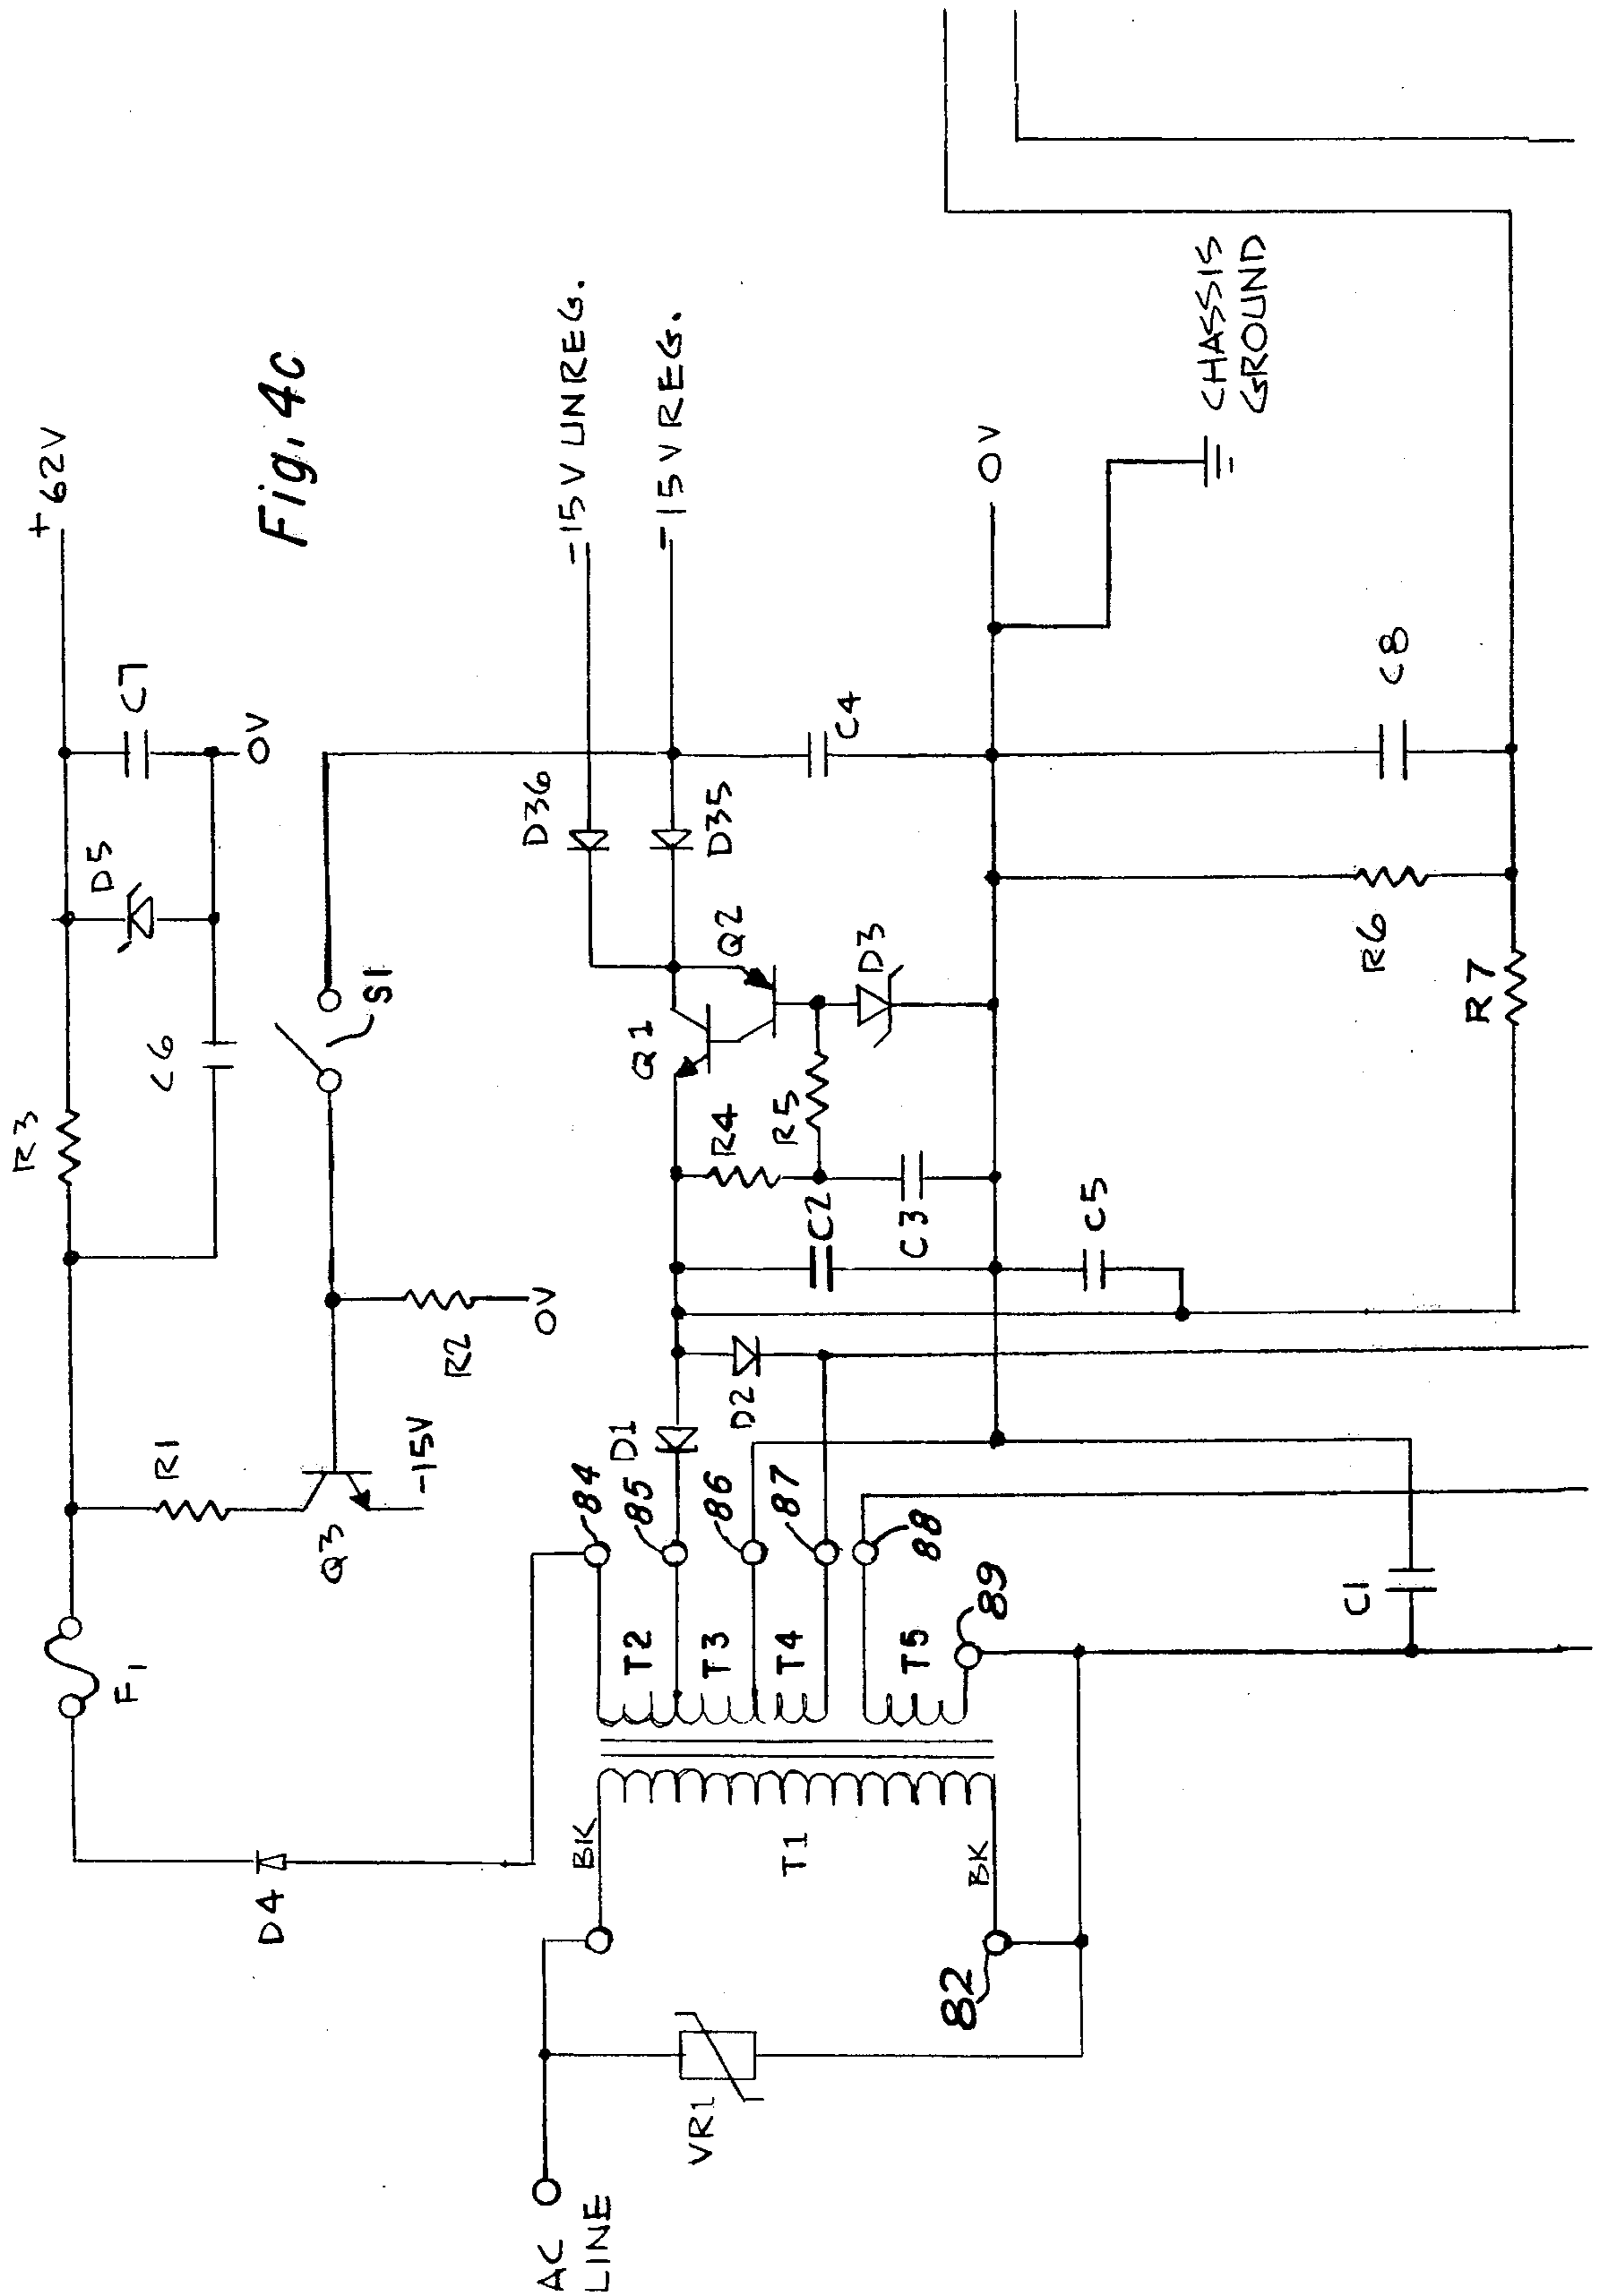 Fig. 4c
+62V
R3
D5
C7
0V
C6
S1
F1
R1
Q3
-15V
R2
0V
D4
-15V UNREG.
-15V REG.
D36
D35
Q1
Q2
C4
R4
R5
D3
C2
C3
C5
0V
CHASSIS
GROUND
AC
LINE
VR1
BK
BK
T1
82
T2
T3
T4
T5
84
85
86
87
88
89
D1
D2
C1
R6
R7
C8